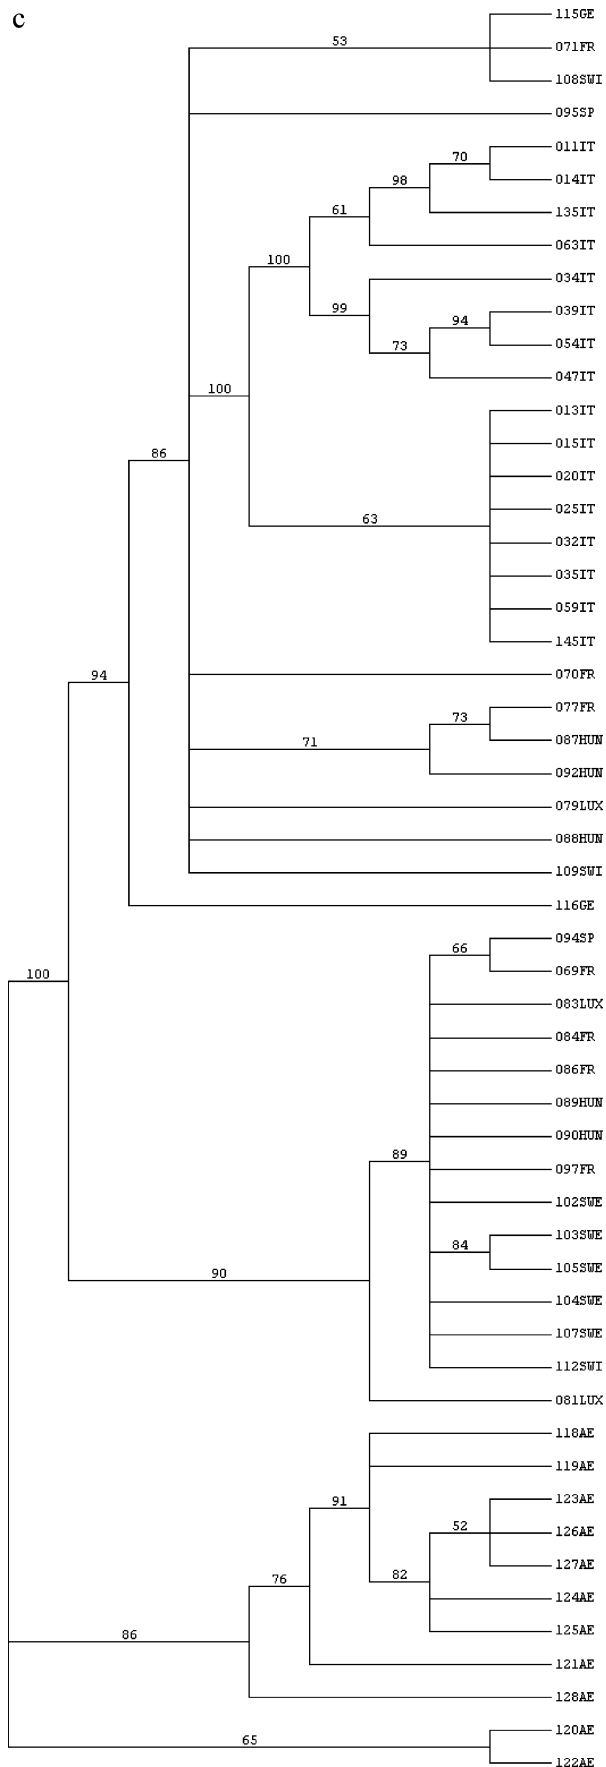 c
115GE
53
071FR
108SWI
095SP
011IT
70
014IT
98
135IT
61
063IT
100
034IT
99
039IT
94
054IT
73
047IT
100
013IT
015IT
86
020IT
025IT
63
032IT
035IT
059IT
145IT
94
070FR
077FR
73
087HUN
71
092HUN
079LUX
088HUN
109SWI
116GE
094SP
66
069FR
100
083LUX
084FR
086FR
089HUN
090HUN
89
097FR
102SWE
103SWE
84
105SWE
90
104SWE
107SWE
112SWI
081LUX
118AE
119AE
91
123AE
52
126AE
127AE
82
76
124AE
125AE
86
121AE
128AE
120AE
65
122AE